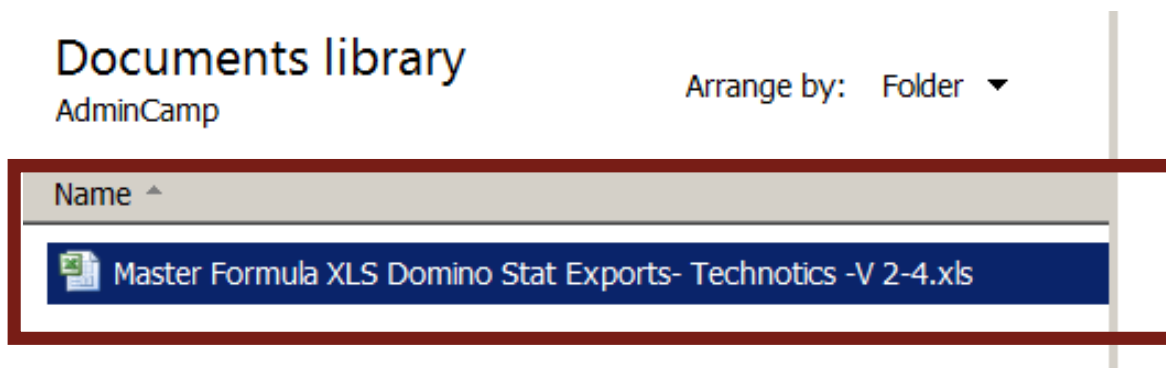 Documents library
AdminCamp
Arrange by: Folder
Name
Master Formula XLS Domino Stat Exports- Technotics -V 2-4.xls